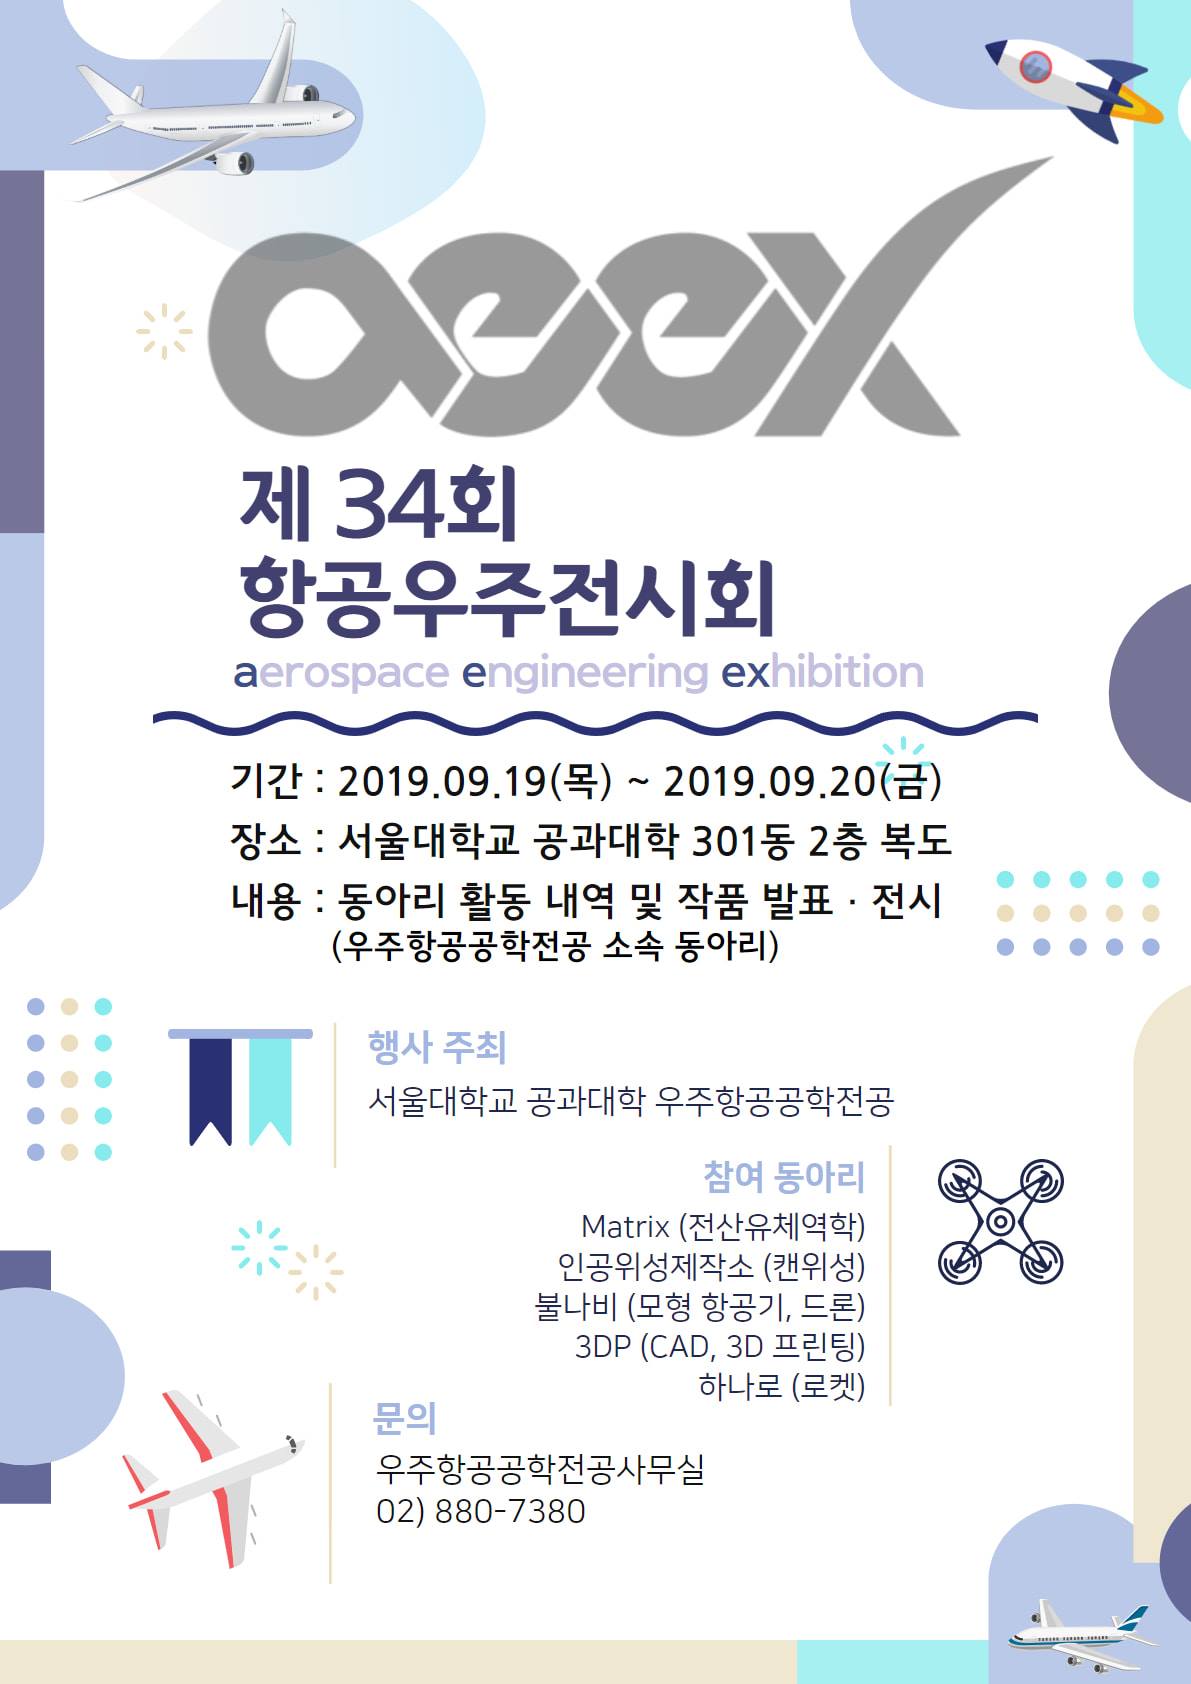 aeex
제 34회
항공우주전시회
aerospace engineering exhibition
기간 : 2019.09.19(목) ~ 2019.09.20(금)
장소 : 서울대학교 공과대학 301동 2층 복도
내용 : 동아리 활동 내역 및 작품 발표 · 전시
(우주항공공학전공 소속 동아리)
행사 주최
서울대학교 공과대학 우주항공공학전공
참여 동아리
Matrix (전산유체역학)
인공위성제작소 (캔위성)
불나비 (모형 항공기, 드론)
3DP (CAD, 3D 프린팅)
하나로 (로켓)
문의
우주항공공학전공사무실
02) 880-7380